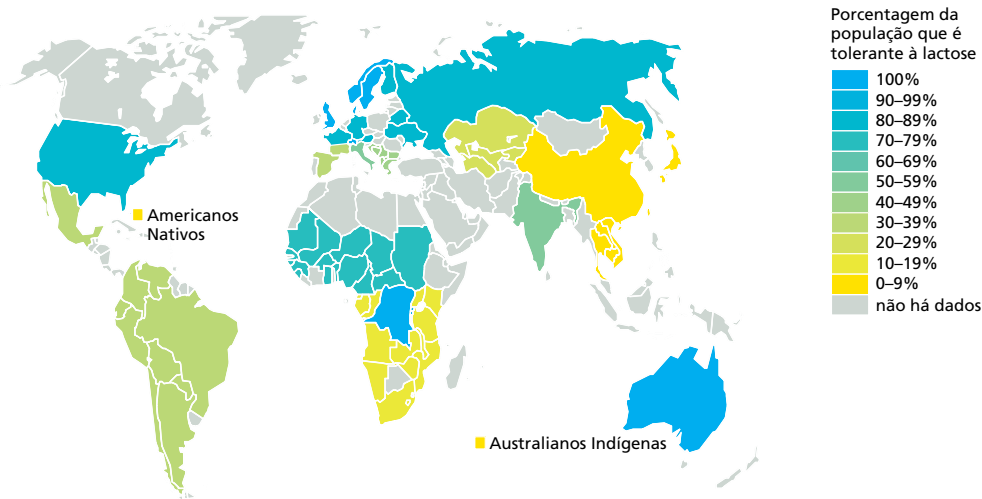 Porcentagem da
população que é
tolerante à lactose
100%
90–99%
80–89%
70–79%
60–69%
50–59%
40–49%
30–39%
20–29%
10–19%
0–9%
não há dados
Americanos
Nativos
Australianos Indígenas